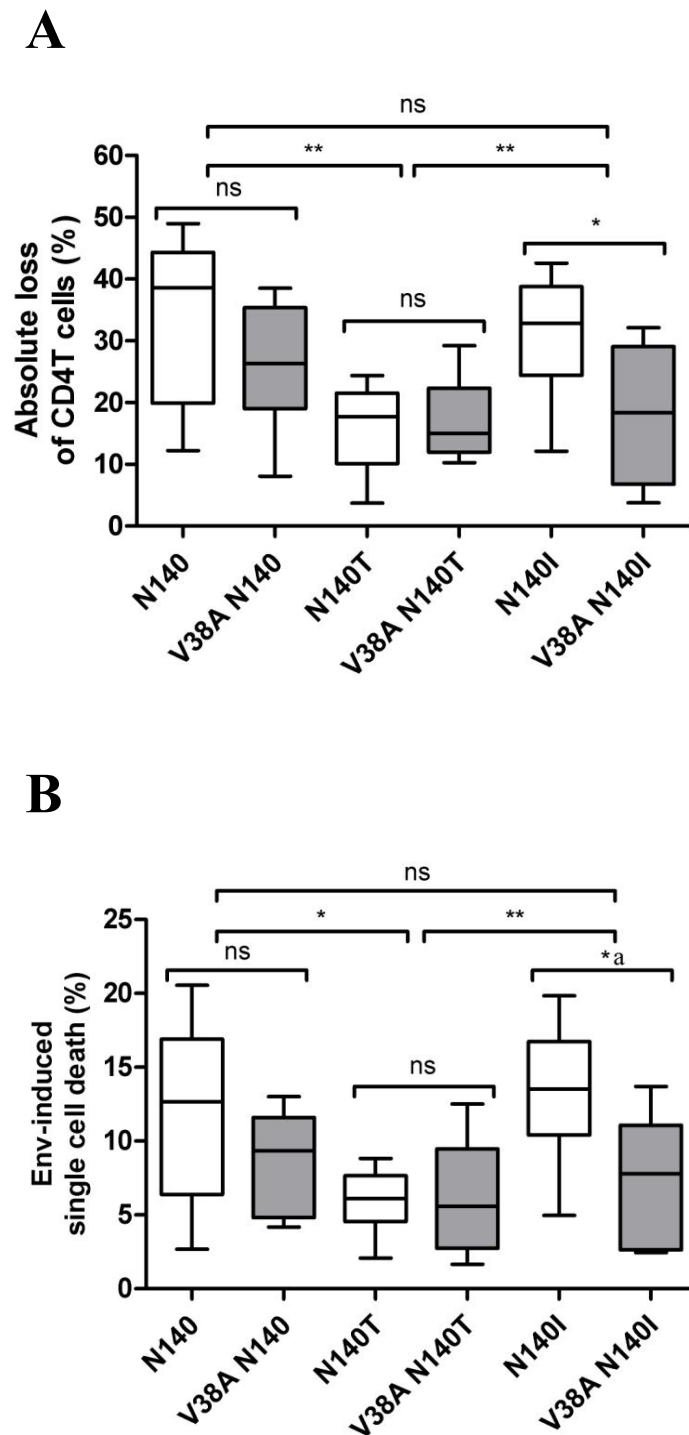 A
ns
** **
ns
*
ns
Absolute loss
of CD4T cells (%)
60
50
40
30
20
10
0
N140
V38A N140
N140T
V38A N140T
N140I
V38A N140I
B
ns
* **
ns
*a
ns
Env-induced
single cell death (%)
25
20
15
10
5
0
N140
V38A N140
N140T
V38A N140T
N140I
V38A N140I